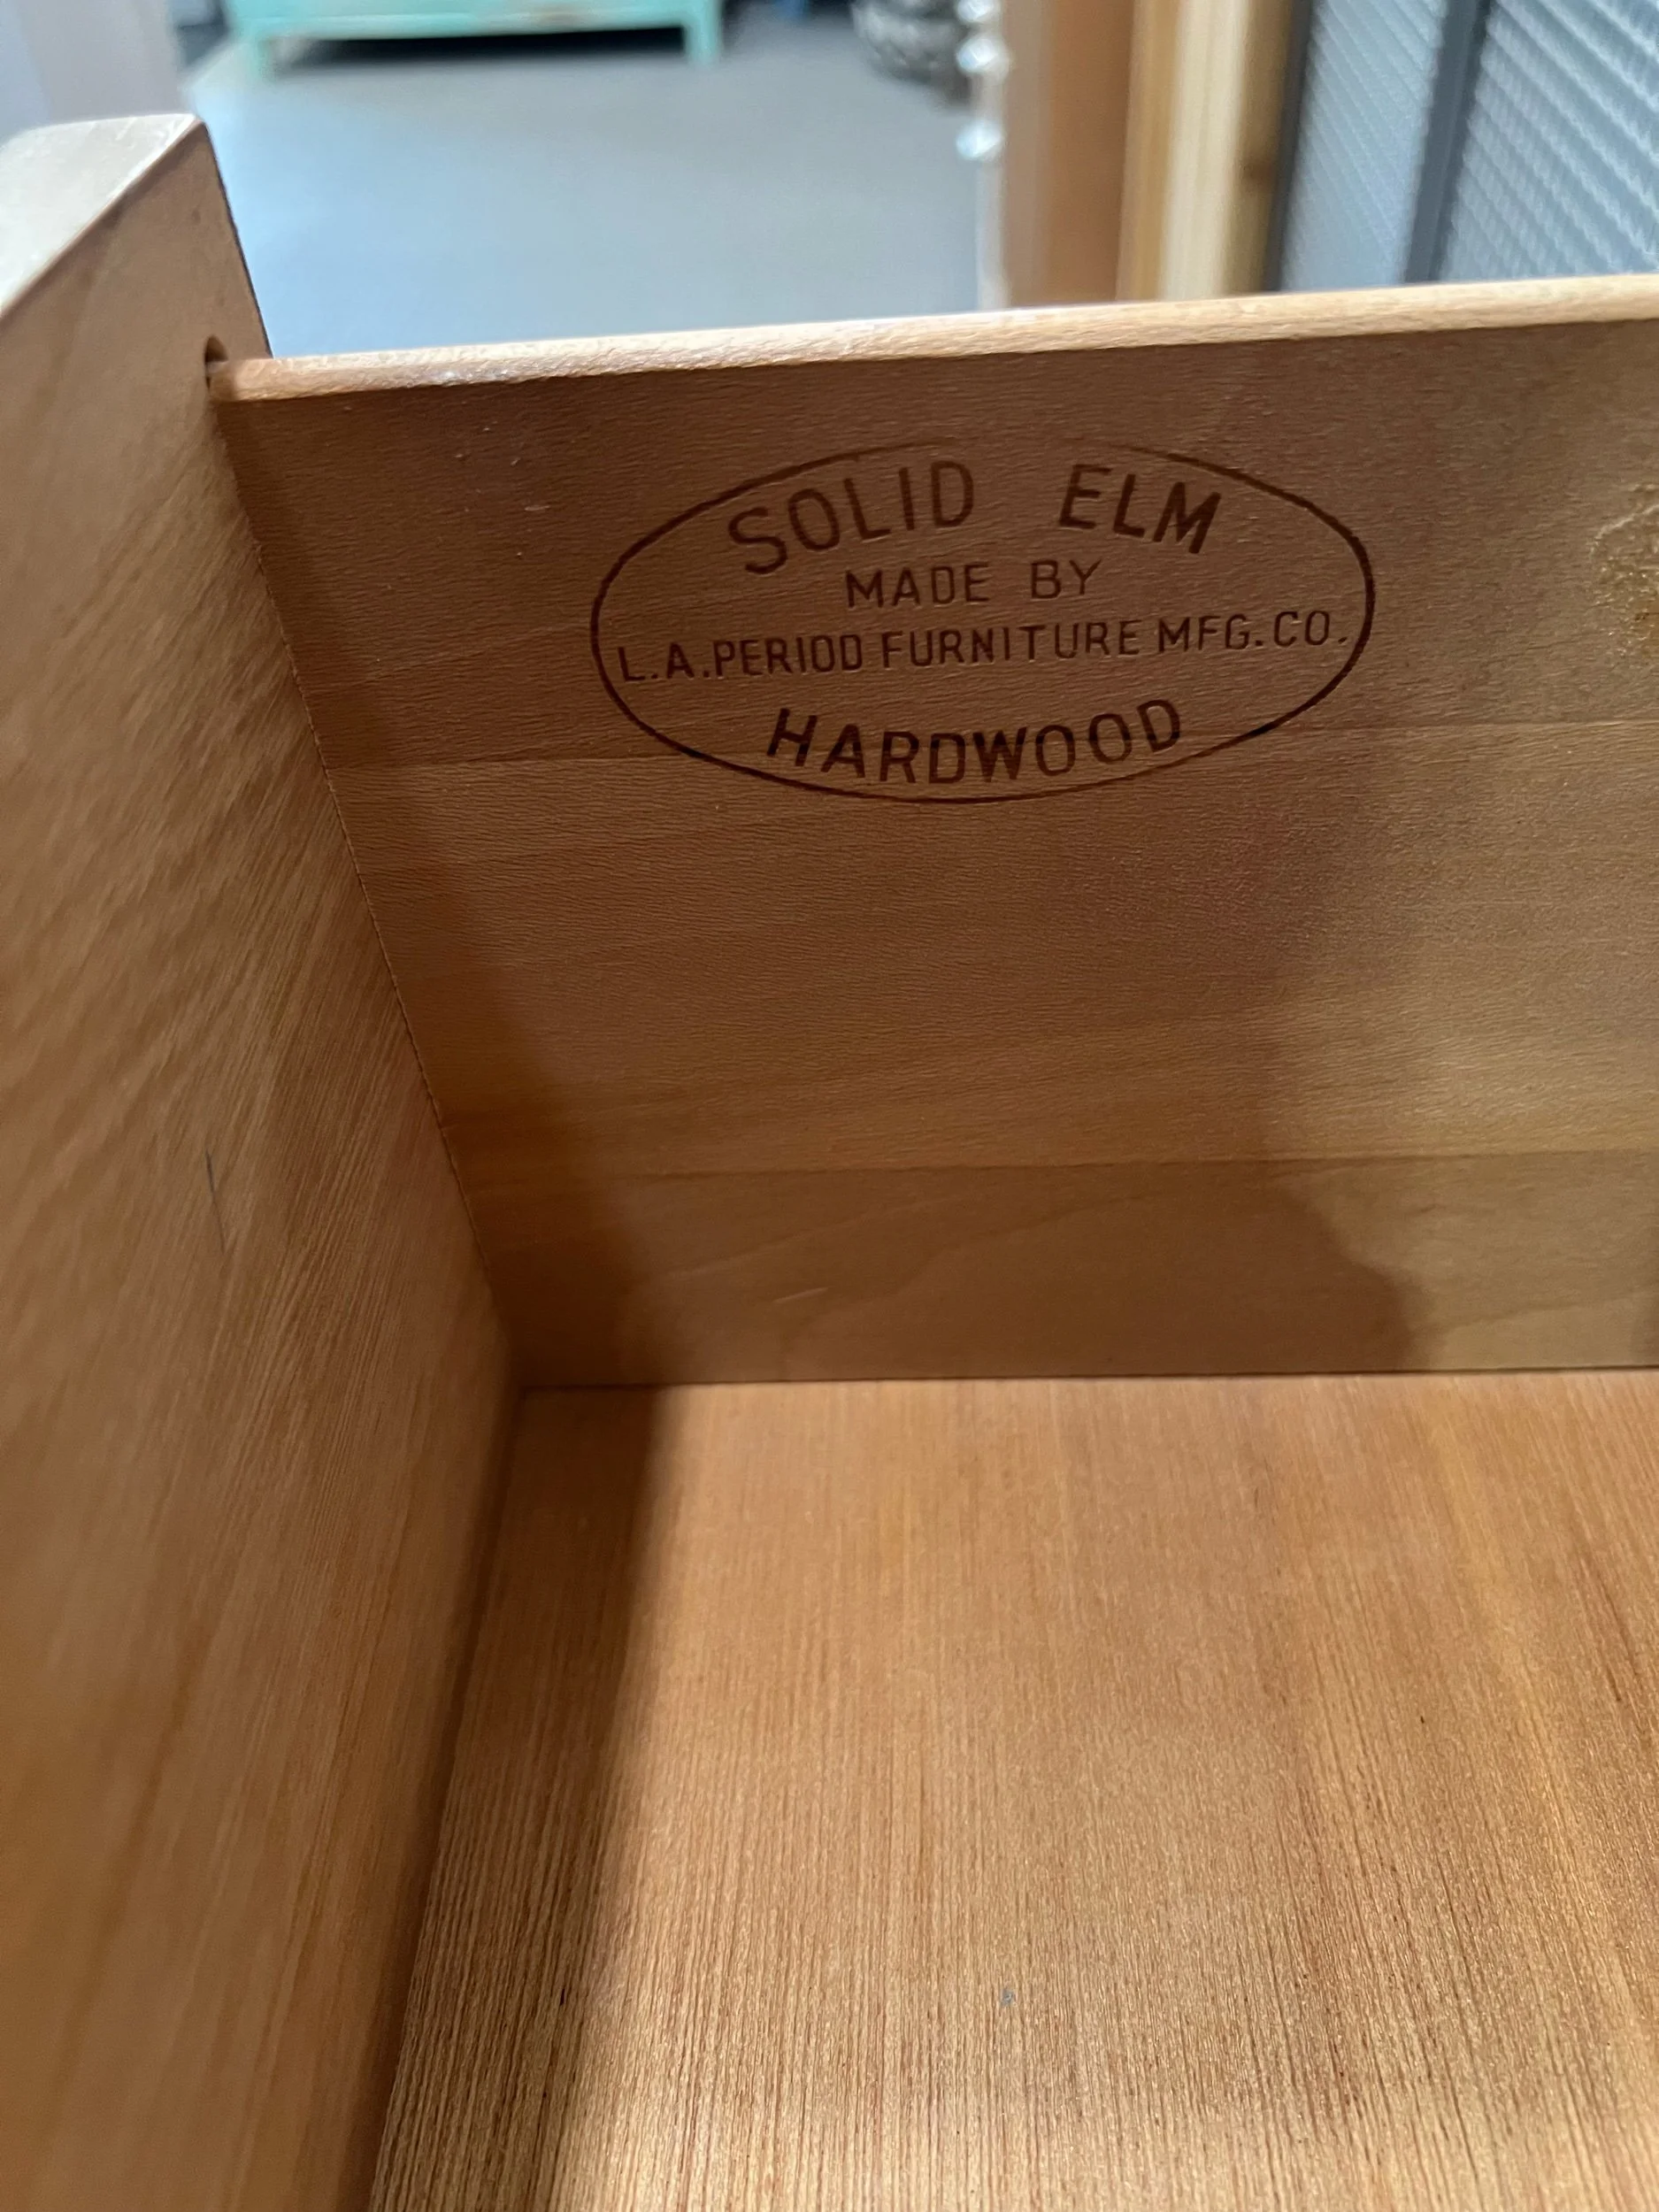 SOLID ELM
MADE BY
L.A.PERIOD FURNITURE MFG.CO.
HARDWOOD